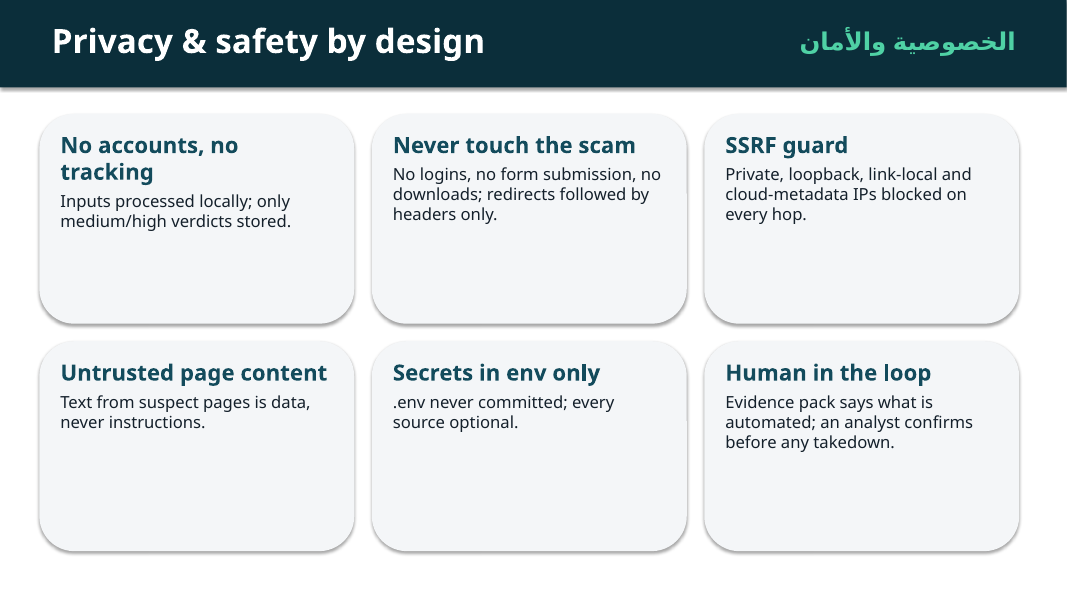 Privacy & safety by design
الخصوصية والأمان
No accounts, no
tracking
Inputs processed locally; only
medium/high verdicts stored.
Never touch the scam
No logins, no form submission, no
downloads; redirects followed by
headers only.
SSRF guard
Private, loopback, link-local and
cloud-metadata IPs blocked on
every hop.
Untrusted page content
Text from suspect pages is data,
never instructions.
Secrets in env only
.env never committed; every
source optional.
Human in the loop
Evidence pack says what is
automated; an analyst confirms
before any takedown.